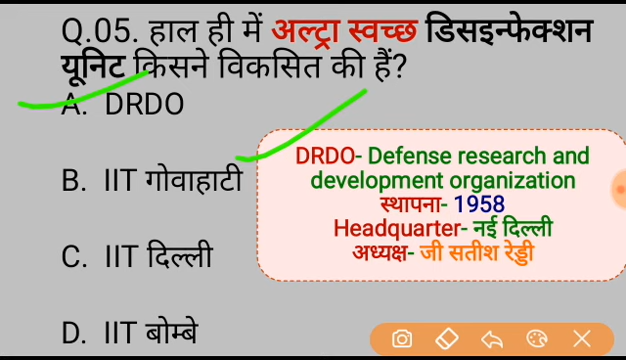 Q.05. हाल ही में अल्ट्रा स्वच्छ डिसइन्फेक्शन
यूनिट किसने विकसित की हैं?
A. DRDO
B. IIT गोवाहाटी
C. IIT दिल्ली
D. IIT बोम्बे
DRDO- Defense research and
development organization
स्थापना- 1958
Headquarter- नई दिल्ली
अध्यक्ष- जी सतीश रेड्डी